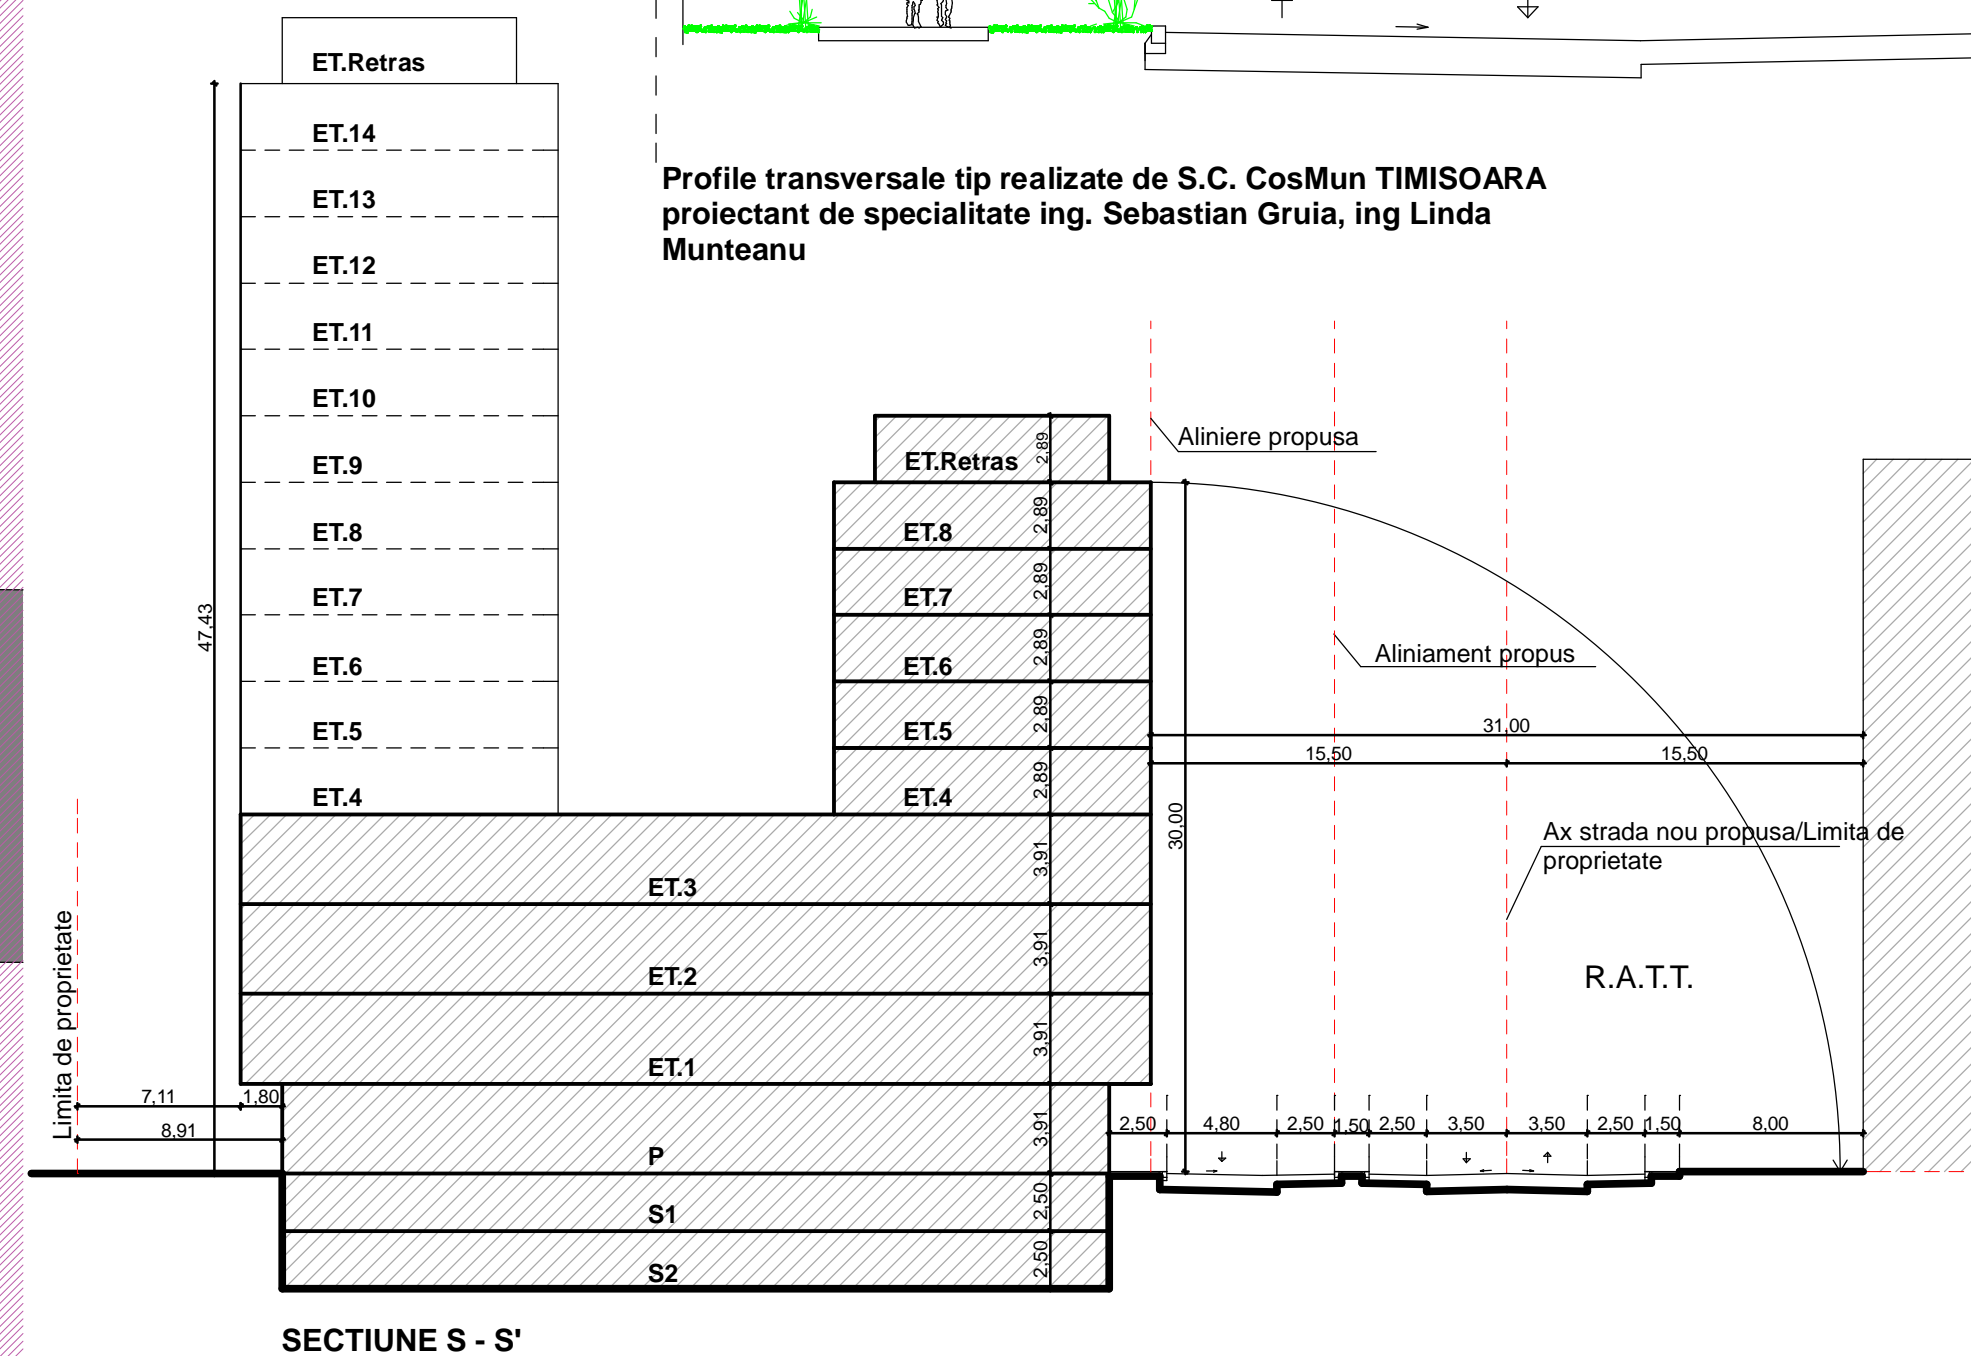 ET.Retras
ET.14
ET.13
ET.12
ET.11
ET.10
ET.9
ET.8
ET.7
ET.6
ET.5
ET.4
47,43
Profile transversale tip realizate de S.C. CosMun TIMISOARA
proiectant de specialitate ing. Sebastian Gruia, ing Linda
Munteanu
ET.Retras
ET.8
ET.7
ET.6
ET.5
ET.4
2,89
2,89
2,89
2,89
2,89
2,89
ET.3
ET.2
ET.1
P
S1
S2
3,91
3,91
3,91
3,91
2,50
2,50
Aliniere propusa
Aliniament propus
31,00
15,50
15,50
30,00
Ax strada nou propusa/Limita de
proprietate
R.A.T.T.
Limita de proprietate
7,11
1,80
8,91
2,50
4,80
2,50
1,50
2,50
3,50
3,50
2,50
1,50
8,00
SECTIUNE S - S'